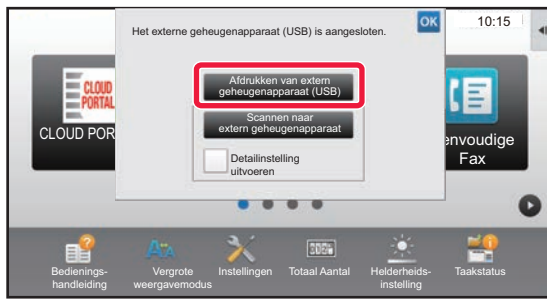 Het externe geheugenapparaat (USB) is aangesloten.
OK
10:15
Afdrukken van extern
geheugenapparaat (USB)
Scannen naar
extern geheugenapparaat
Detailinstelling
uitvoeren
CLOUD
PORTAL
CLOUD POR
envoudige
Fax
Bedienings-
handleiding
Vergrote
weergavemodus
Instellingen
Totaal Aantal
Helderheids-
instelling
Taakstatus